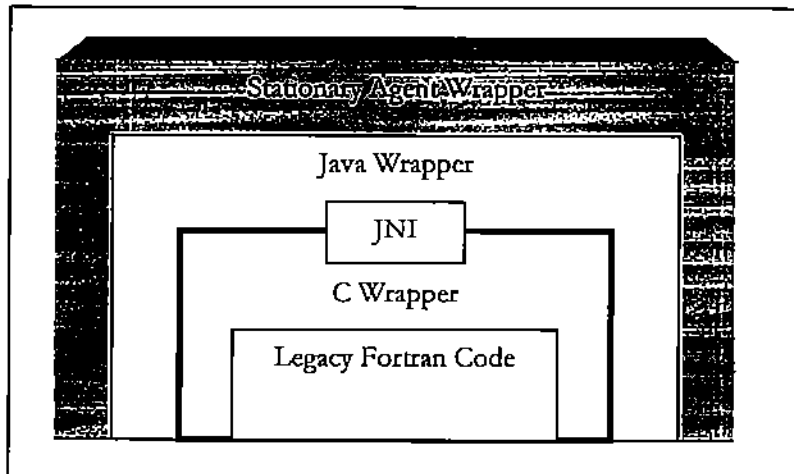 Stationary Agent Wrapper
Java Wrapper
JNI
C Wrapper
Legacy Fortran Code